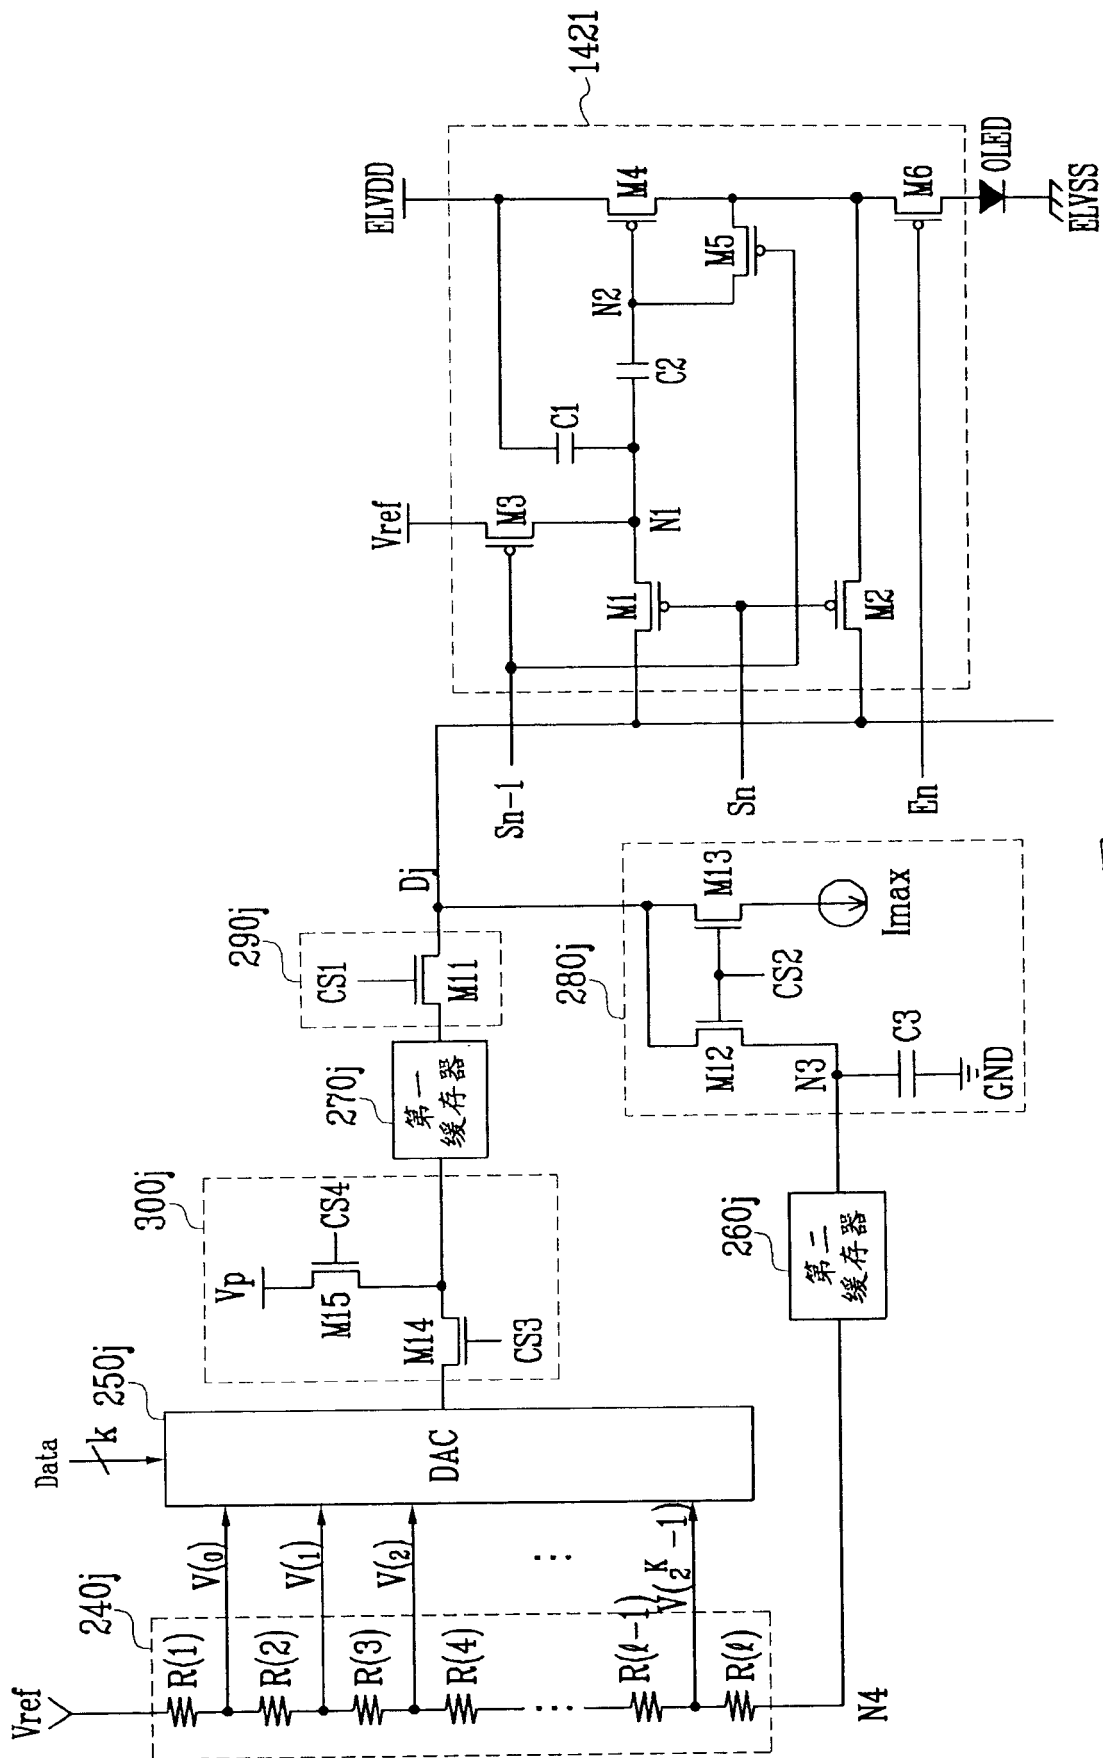 Vref
240j
R(1)
R(2)
R(3)
R(4)
...
R(ℓ-1)
R(ℓ)
N4
V(0)
V(1)
V(2)
...
V(2^K-1)
Data
k
250j
DAC
300j
Vp
M15
CS4
M14
CS3
270j
第一
缓存器
260j
第二
缓存器
290j
CS1
M11
Dj
280j
M12
M13
CS2
N3
C3
GND
Imax
Sn-1
Sn
En
1421
Vref
M3
N1
M1
M2
C1
C2
N2
ELVDD
M4
M5
M6
OLED
ELVSS